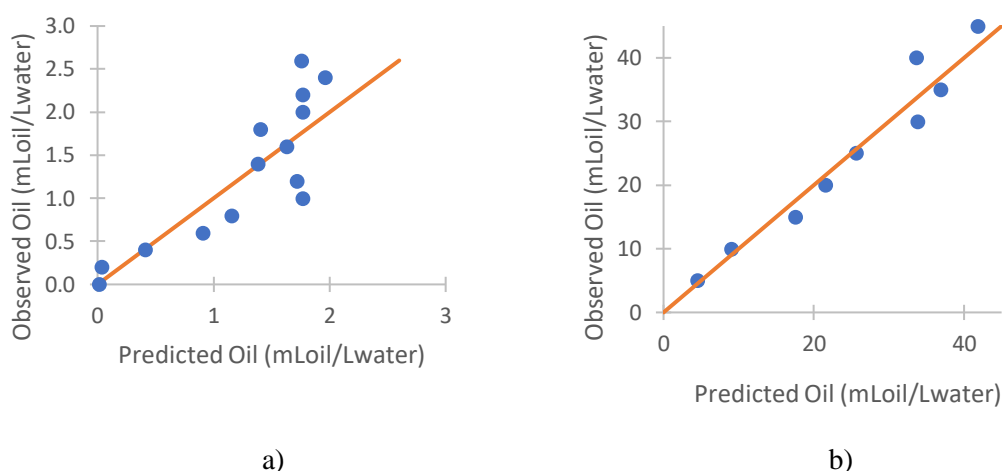 Observed Oil (mLoil/Lwater)
3.0
2.5
2.0
1.5
1.0
0.5
0.0
0 1 2 3
Predicted Oil (mLoil/Lwater)
a)
Observed Oil (mLoil/Lwater)
40
30
20
10
0
0 20 40
Predicted Oil (mLoil/Lwater)
b)